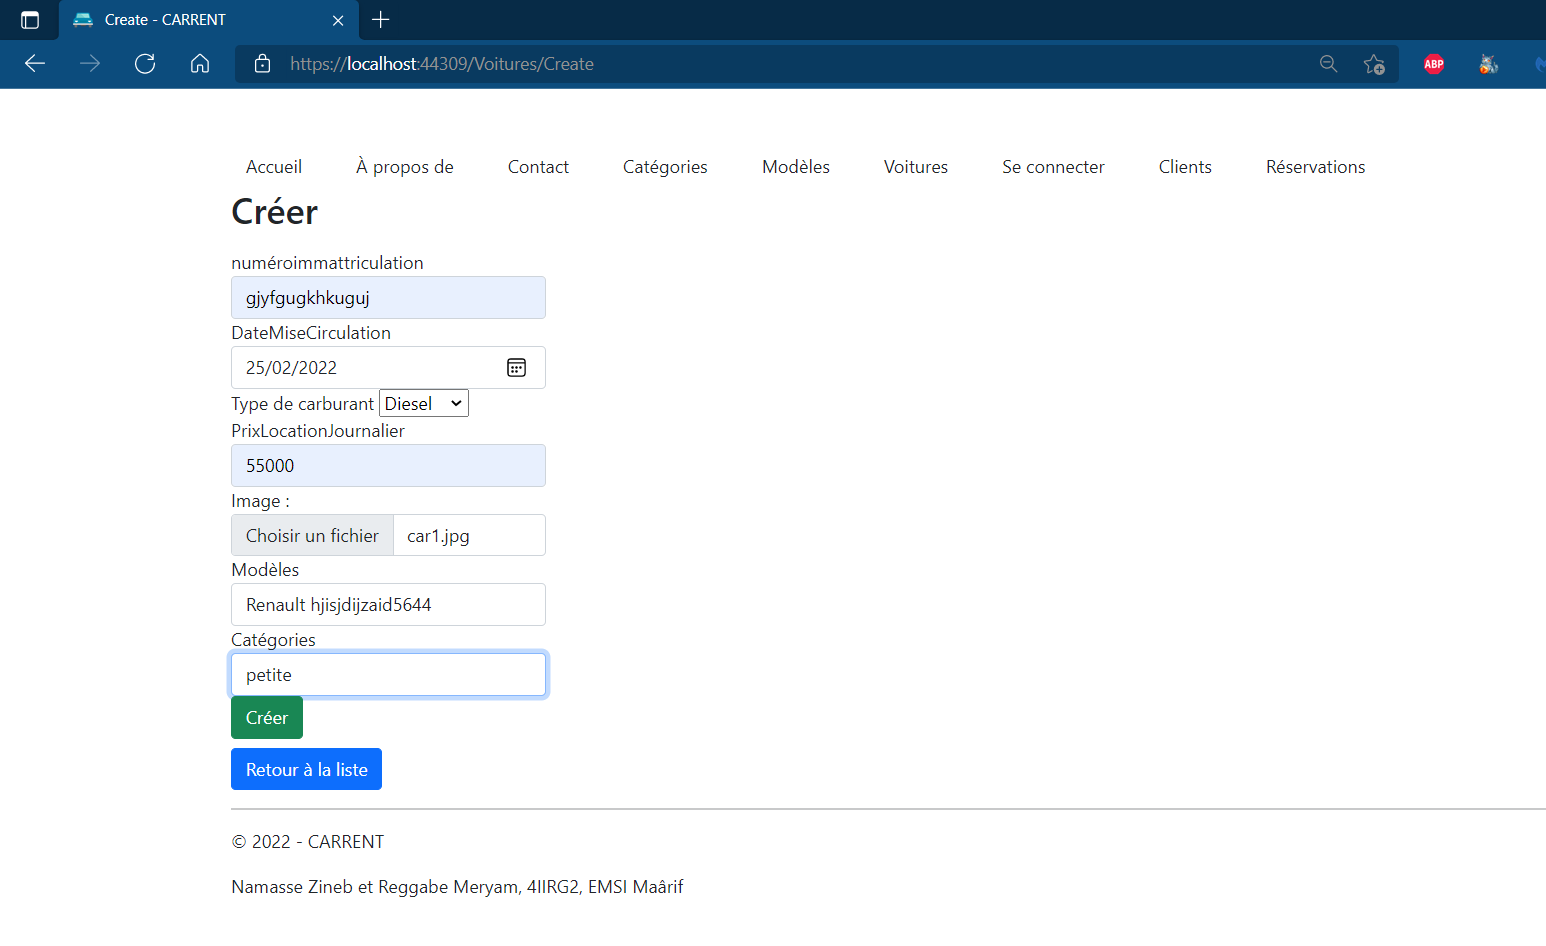 Create - CARRENT
https://localhost:44309/Voitures/Create
ABP
Accueil À propos de Contact Catégories Modèles Voitures Se connecter Clients Réservations
Créer
numéroimmattriculation
gjyfgugkhkuguj
DateMiseCirculation
25/02/2022
Type de carburant Diesel
PrixLocationJournalier
55000
Image :
Choisir un fichier car1.jpg
Modèles
Renault hjisjdijzaid5644
Catégories
petite
Créer
Retour à la liste
© 2022 - CARRENT
Namasse Zineb et Reggabe Meryam, 4IIRG2, EMSI Maârif